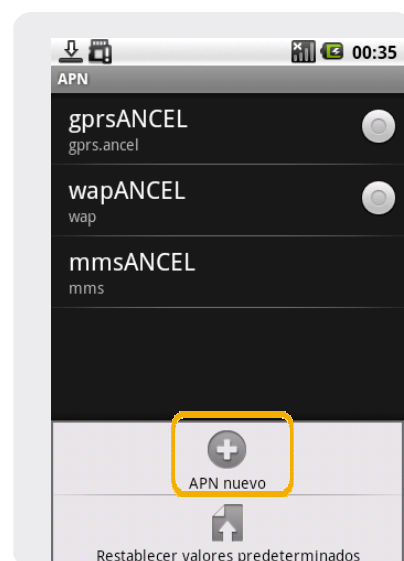 00:35
APN
gprsANCEL
gprs.ancel
wapANCEL
wap
mmsANCEL
mms
APN nuevo
Restablecer valores predeterminados